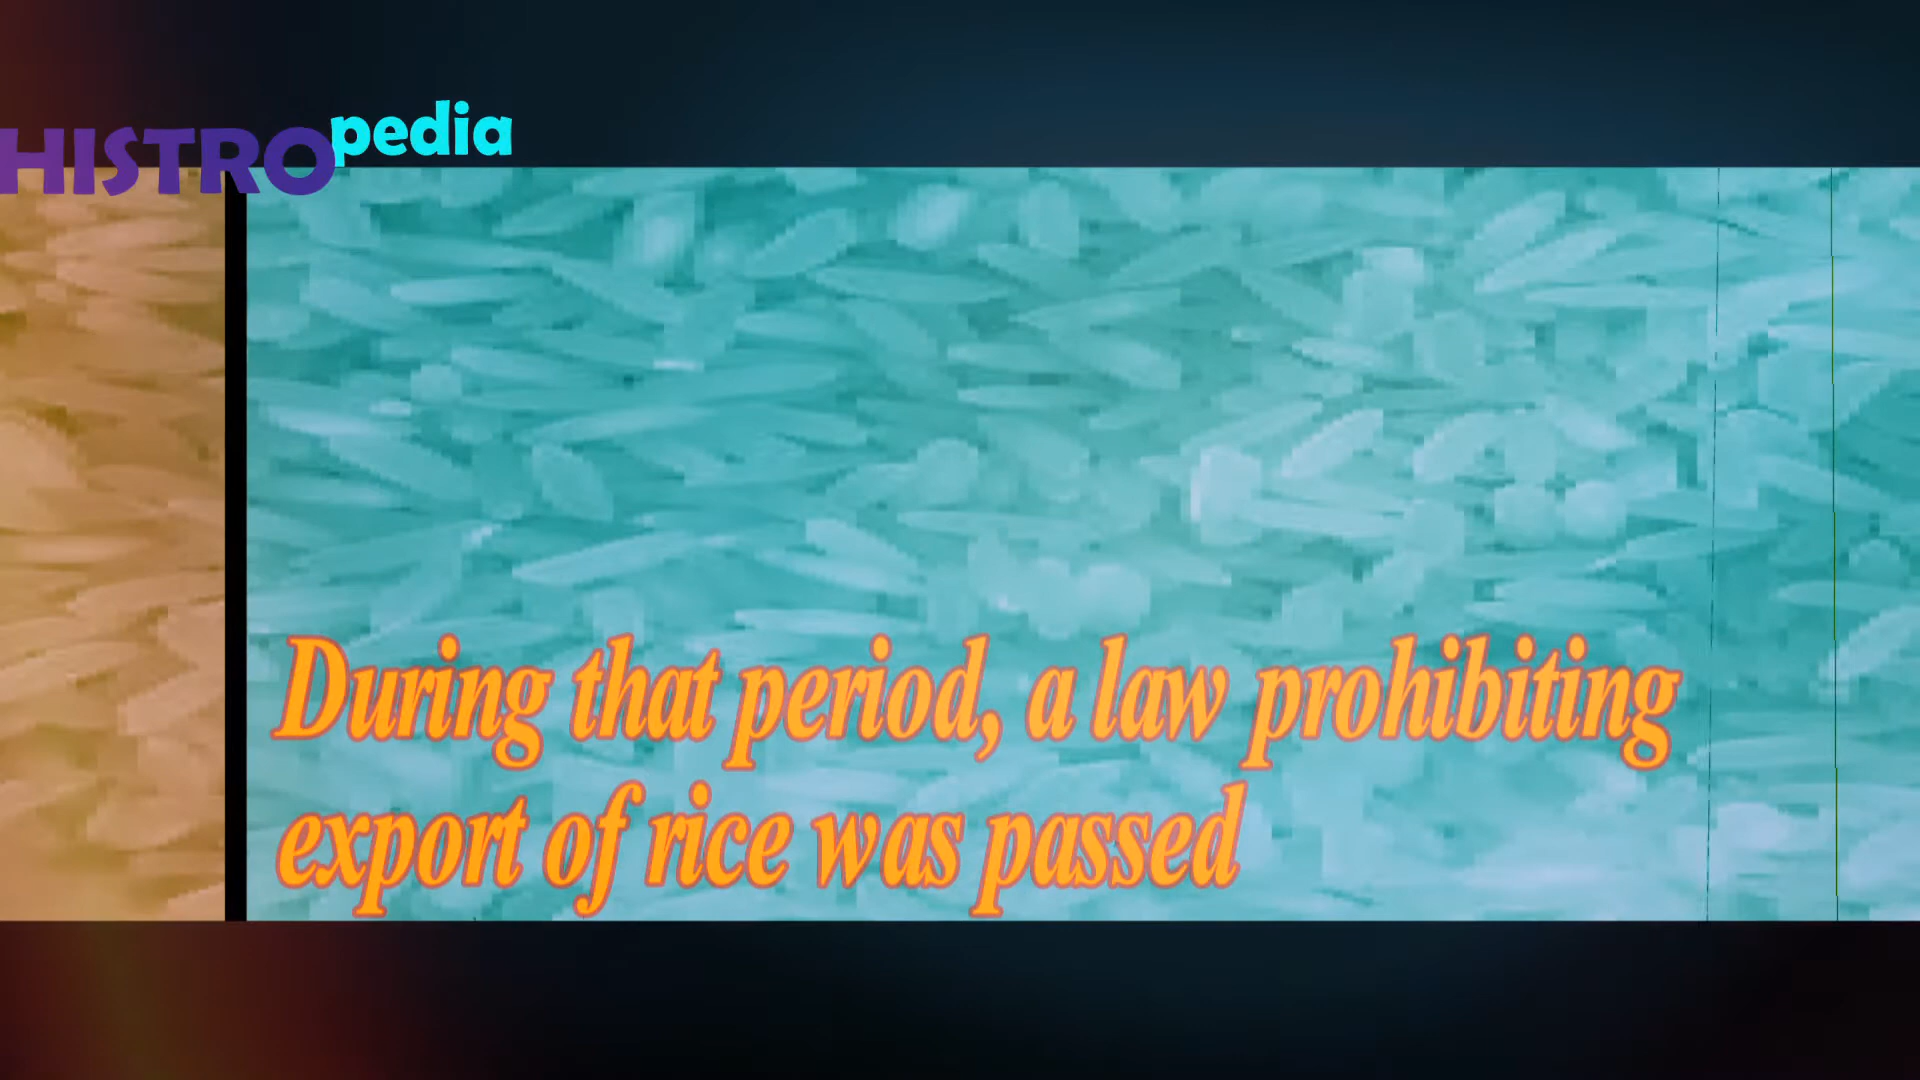 HISTROpedia
During that period, a law prohibiting
export of rice was passed